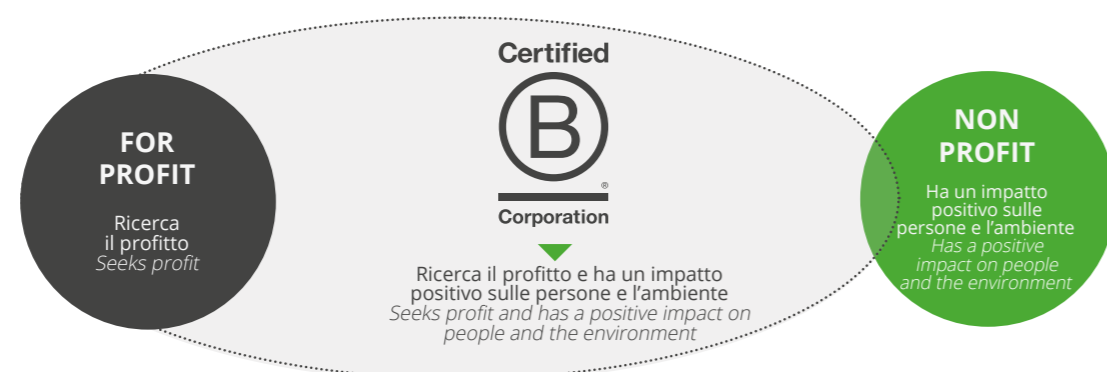 FOR
PROFIT
Ricerca
il profitto
Seeks profit
Certified
B
®
Corporation
Ricerca il profitto e ha un impatto
positivo sulle persone e l’ambiente
Seeks profit and has a positive impact on
people and the environment
NON
PROFIT
Ha un impatto
positivo sulle
persone e l’ambiente
Has a positive
impact on people
and the environment